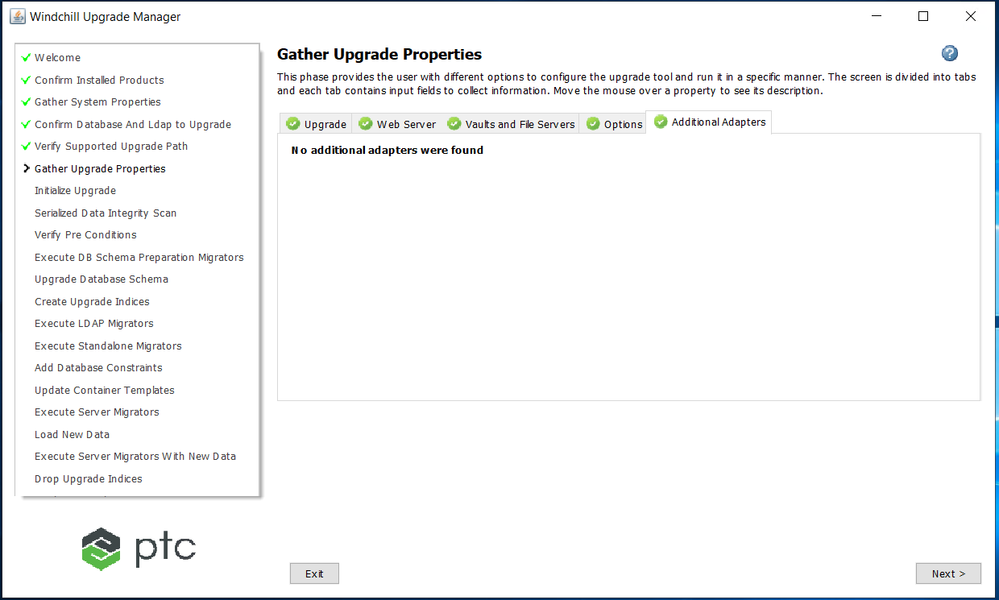 Windchill Upgrade Manager
Welcome
Confirm Installed Products
Gather System Properties
Confirm Database And Ldap to Upgrade
Verify Supported Upgrade Path
Gather Upgrade Properties
Initialize Upgrade
Serialized Data Integrity Scan
Verify Pre Conditions
Execute DB Schema Preparation Migrators
Upgrade Database Schema
Create Upgrade Indices
Execute LDAP Migrators
Execute Standalone Migrators
Add Database Constraints
Update Container Templates
Execute Server Migrators
Load New Data
Execute Server Migrators With New Data
Drop Upgrade Indices
ptc
Gather Upgrade Properties
This phase provides the user with different options to configure the upgrade tool and run it in a specific manner. The screen is divided into tabs
and each tab contains input fields to collect information. Move the mouse over a property to see its description.
Upgrade Web Server Vaults and File Servers Options Additional Adapters
No additional adapters were found
Exit
Next >